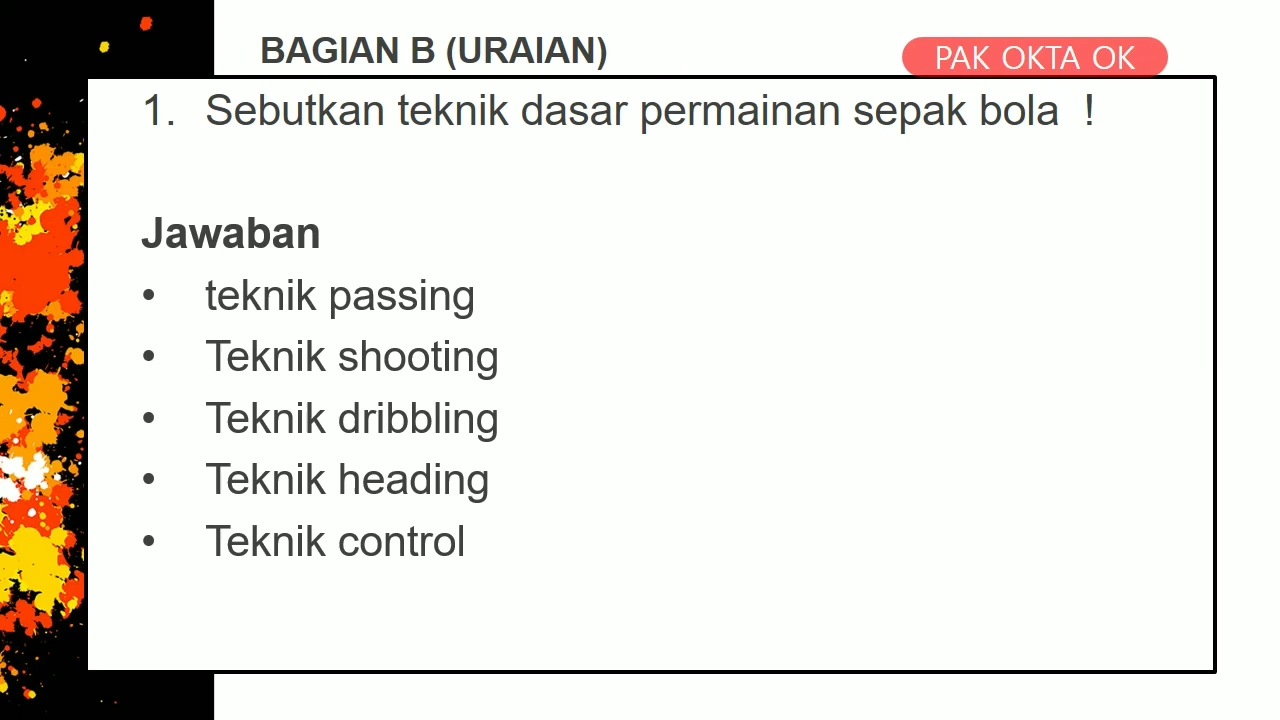 BAGIAN B (URAIAN)
PAK OKTA OK
1. Sebutkan teknik dasar permainan sepak bola !
Jawaban
• teknik passing
• Teknik shooting
• Teknik dribbling
• Teknik heading
• Teknik control